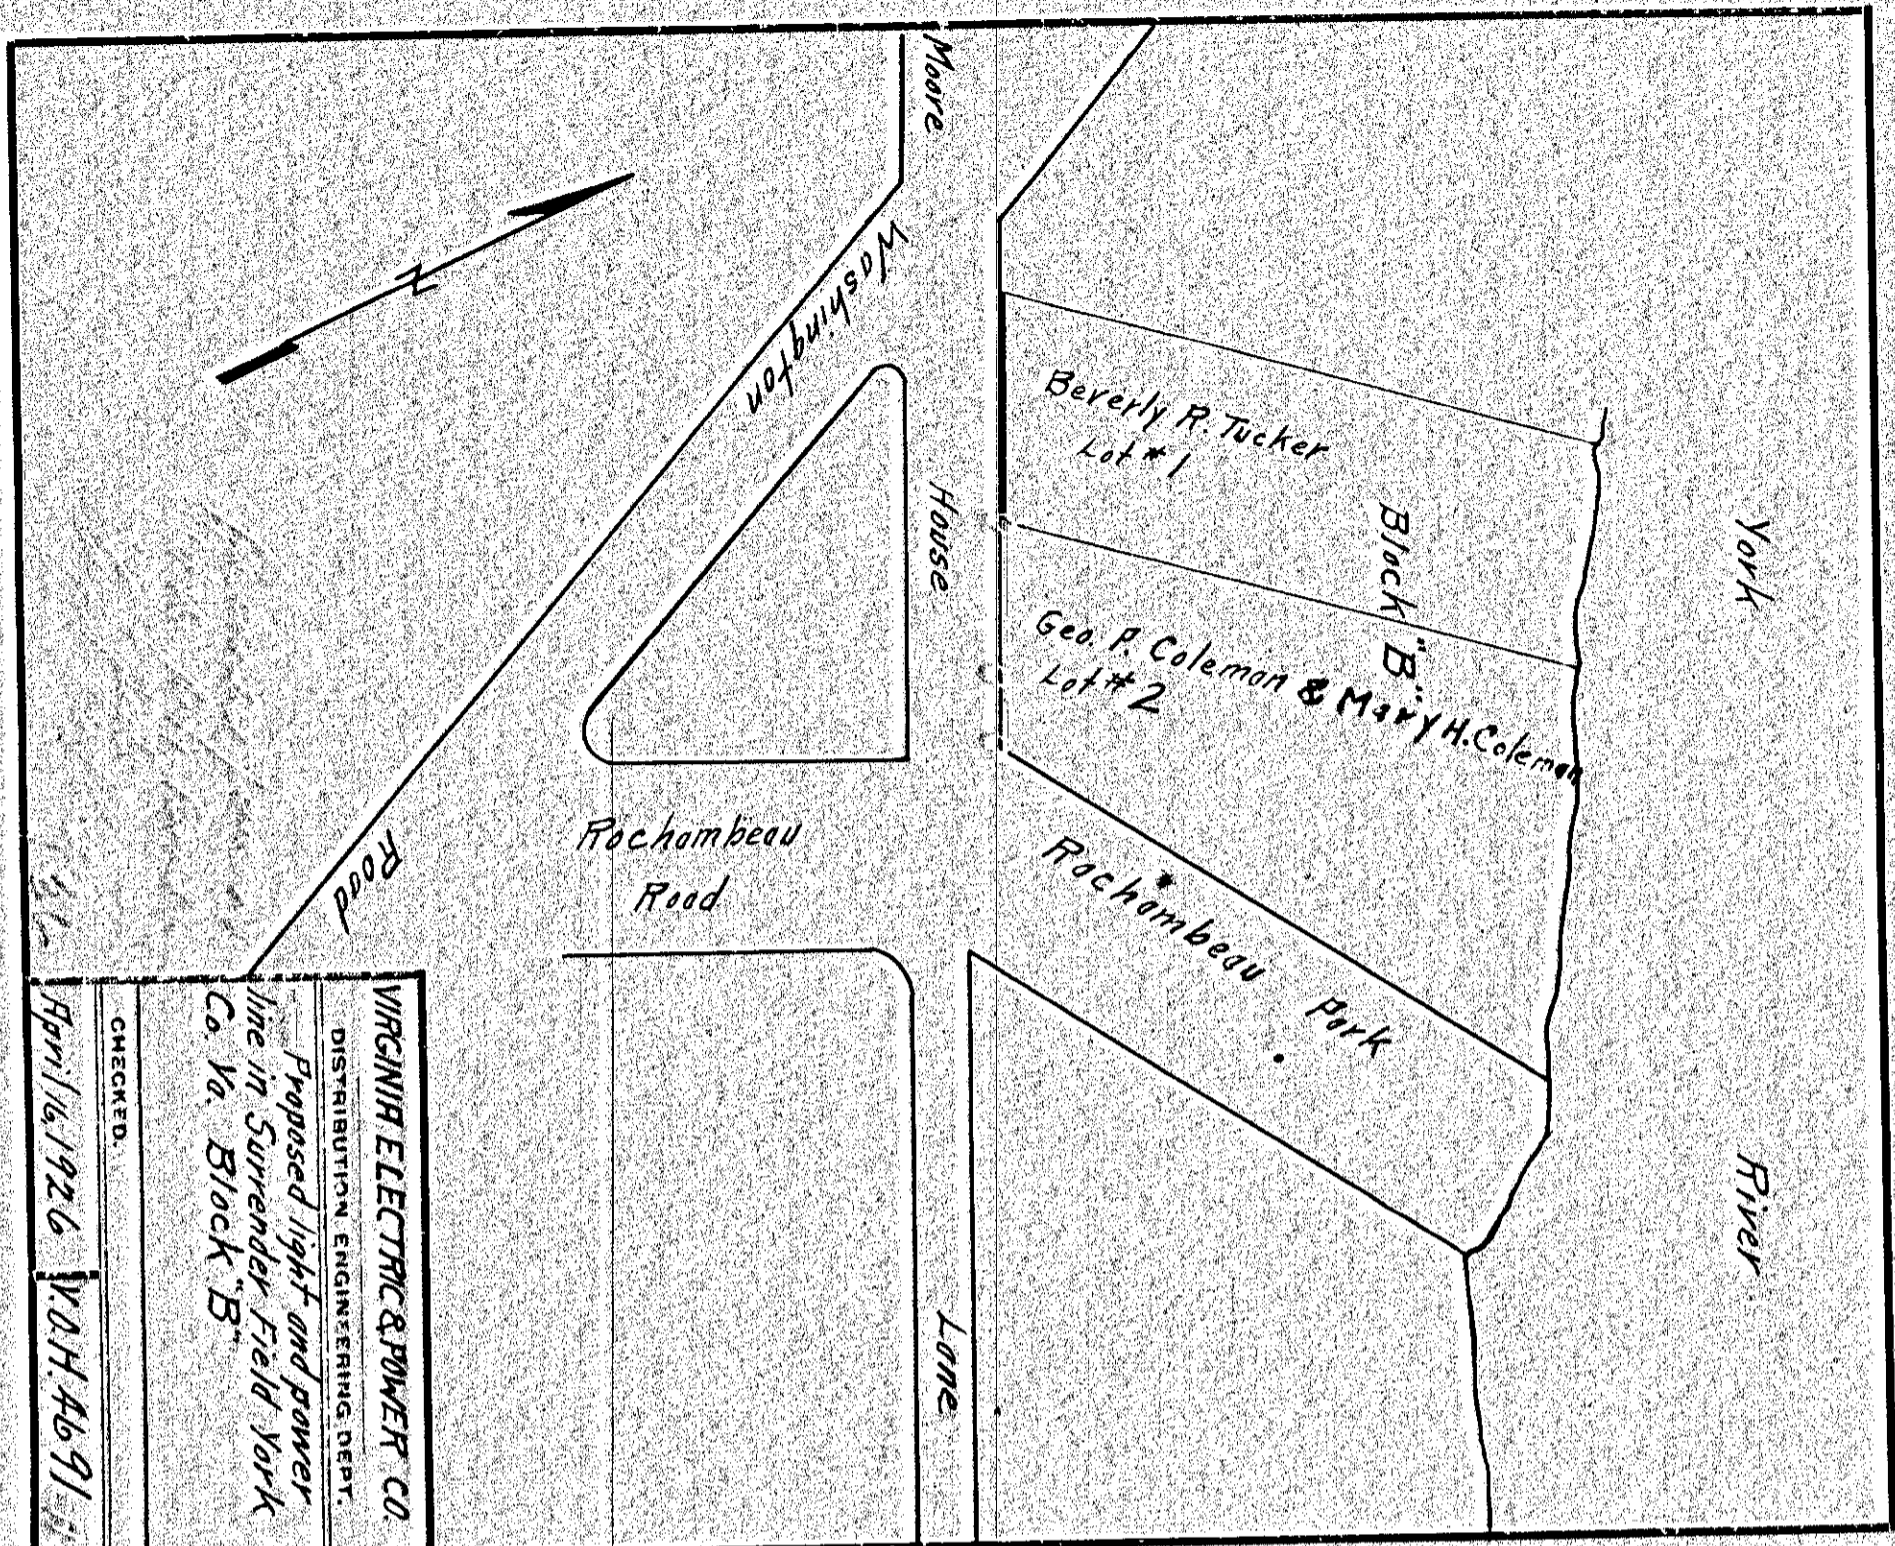 York River
Block "B"
Beverly R. Tucker
Lot # 1
Geo. P. Coleman & Mary H. Coleman
Lot # 2
Rochambeau Park
Moore House Lane
Washington Road
Rochambeau
Road
N
VIRGINIA ELECTRIC & POWER CO.
DISTRIBUTION ENGINEERING DEPT.
Proposed light and power
line in Surrender Field York
Co. Va. Block "B"
CHECKED.
April 16, 1926 V.O.H. A691